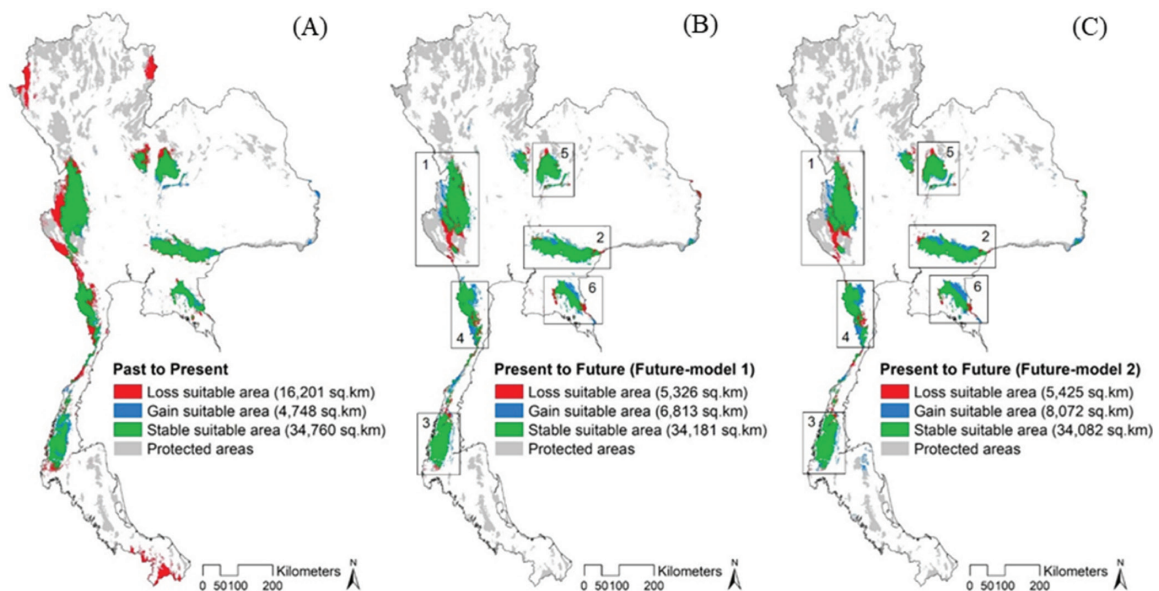 (A)
Past to Present
Loss suitable area (16,201 sq.km)
Gain suitable area (4,748 sq.km)
Stable suitable area (34,760 sq.km)
Protected areas
Kilometers
0 50100 200
N
(B)
1
5
2
6
4
Present to Future (Future-model 1)
Loss suitable area (5,326 sq.km)
Gain suitable area (6,813 sq.km)
Stable suitable area (34,181 sq.km)
Protected areas
3
Kilometers
0 50100 200
N
(C)
1
5
2
6
4
Present to Future (Future-model 2)
Loss suitable area (5,425 sq.km)
Gain suitable area (8,072 sq.km)
Stable suitable area (34,082 sq.km)
Protected areas
3
Kilometers
0 50100 200
N